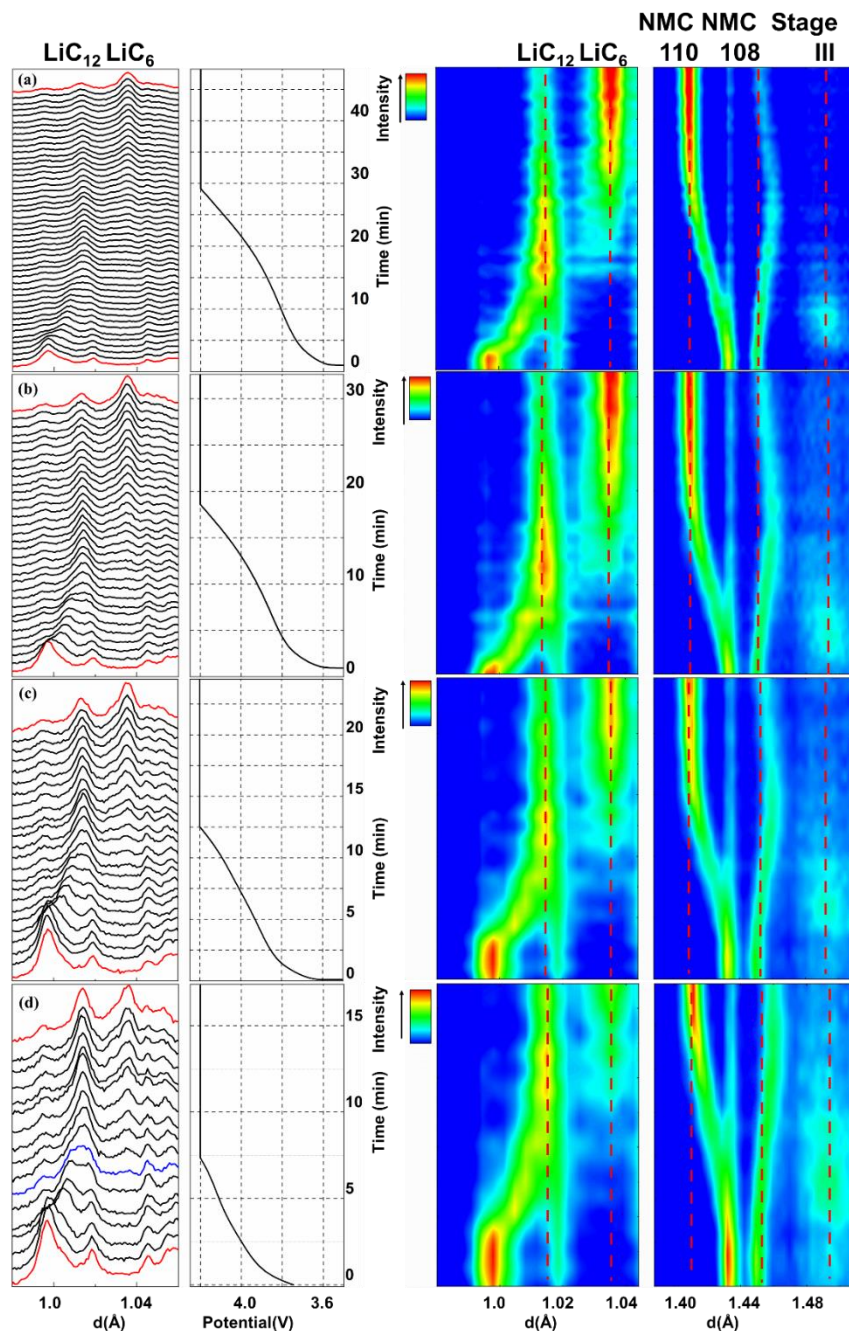 NMC NMC Stage
LiC12 LiC6 LiC12 LiC6 110 108 III
(a)
Intensity
40
30
20
10
0
Time (min)
(b)
Intensity
30
20
10
0
Time (min)
(c)
Intensity
20
15
10
5
0
Time (min)
(d)
Intensity
15
10
5
0
Time (min)
1.0 1.04 4.0 3.6 1.0 1.02 1.04 1.40 1.44 1.48
d(Å) Potential(V) d(Å) d(Å)